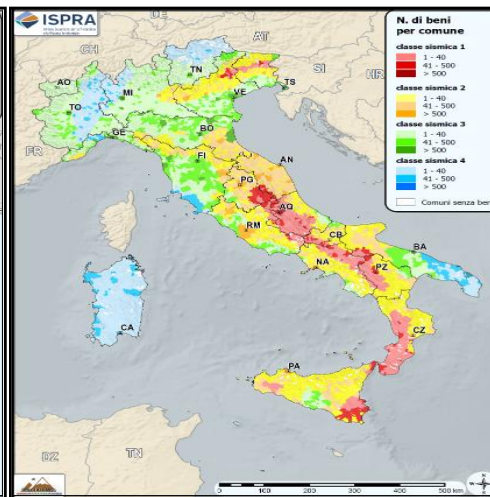 ISPRA
N. di beni
per comune
classe sismica 1
1 - 40
41 - 500
> 500
classe sismica 2
1 - 40
41 - 500
> 500
classe sismica 3
1 - 40
41 - 500
> 500
classe sismica 4
1 - 40
41 - 500
> 500
Comuni senza beni
DE
AT
CH
SI
HR
FR
AO
TN
TS
MI
VE
TO
GE
BO
FI
AN
PG
AQ
RM
CB
BA
NA
PZ
CA
CZ
PA
DZ
TN
0 50 100 200 300 400 500 km